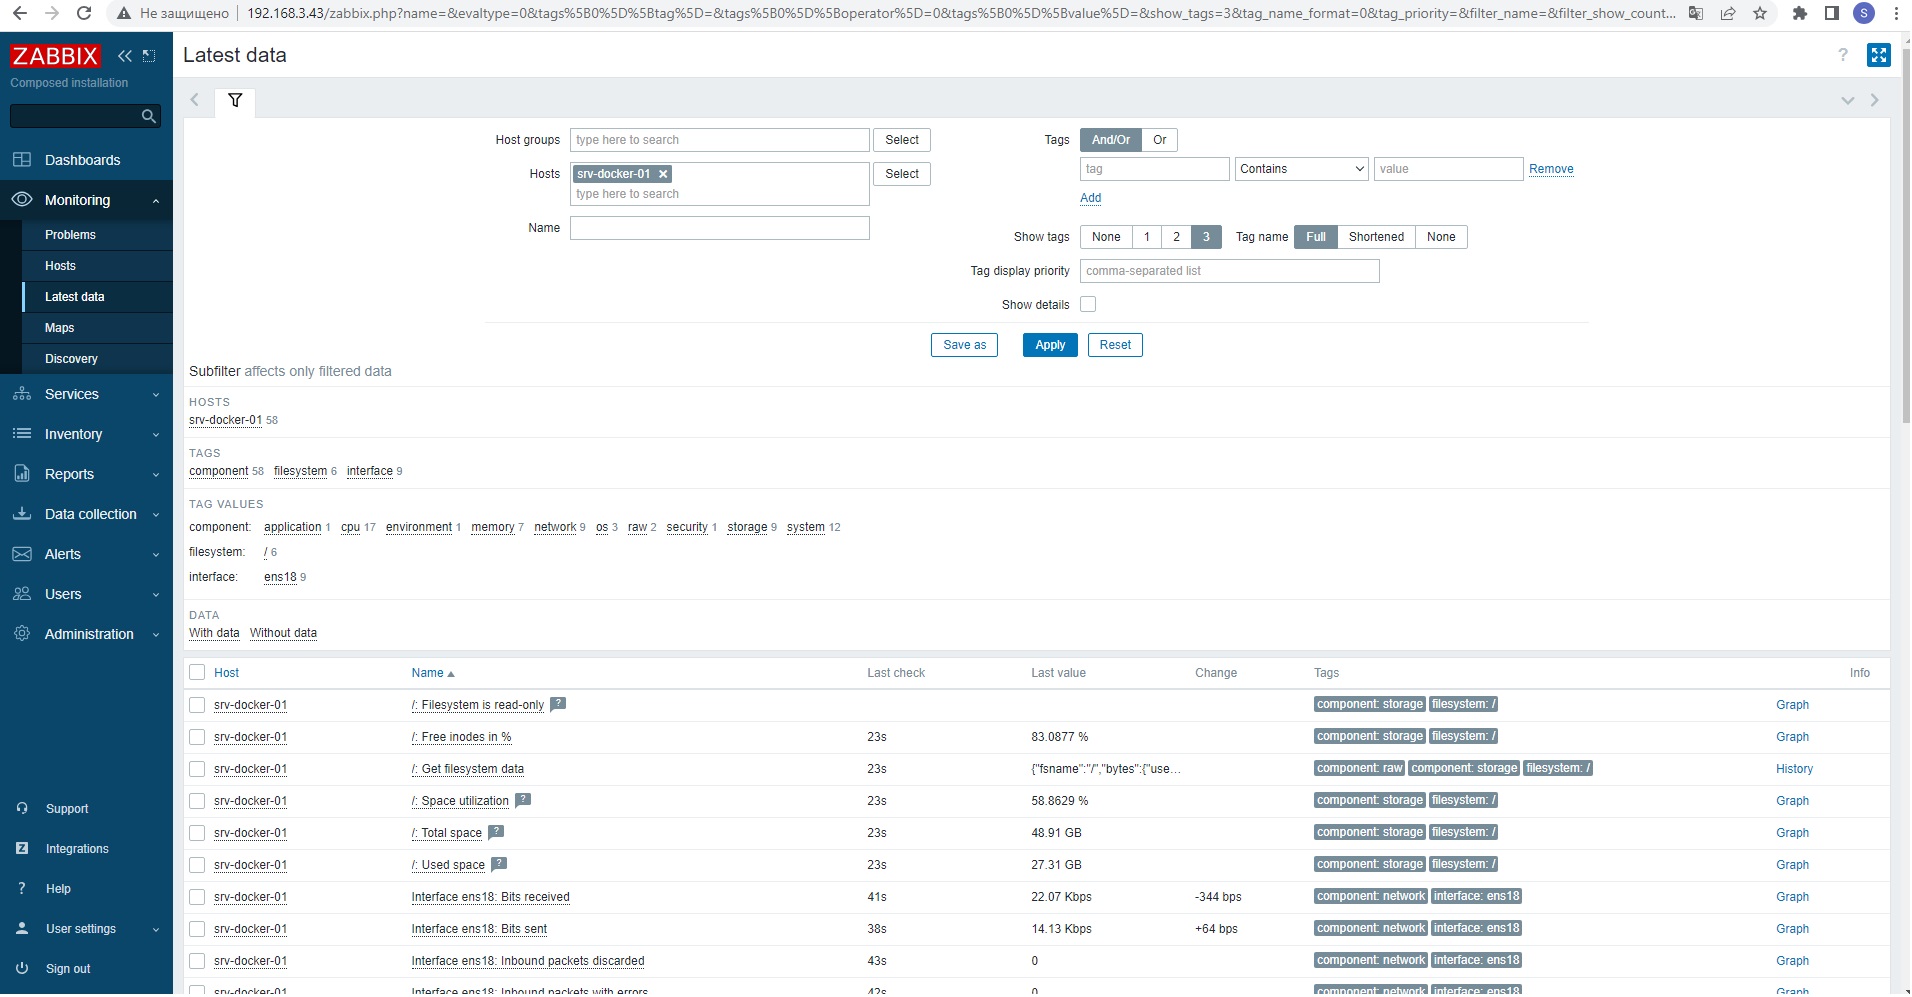 Не защищено 192.168.3.43/zabbix.php?name=&evaltype=0&tags%5B0%5D%5Btag%5D=&tags%5B0%5D%5Boperator%5D=0&tags%5B0%5D%5Bvalue%5D=&show_tags=3&tag_name_format=0&tag_priority=&filter_name=&filter_show_count... S
ZABBIX
Composed installation
Dashboards
Monitoring
Problems
Hosts
Latest data
Maps
Discovery
Services
Inventory
Reports
Data collection
Alerts
Users
Administration
Support
Z Integrations
? Help
User settings
Sign out
Latest data ?
Host groups type here to search Select
Hosts srv-docker-01 Select
type here to search
Name
Tags And/Or Or
tag Contains value Remove
Add
Show tags None 1 2 3 Tag name Full Shortened None
Tag display priority comma-separated list
Show details
Save as Apply Reset
Subfilter affects only filtered data
HOSTS
srv-docker-01 58
TAGS
component 58 filesystem 6 interface 9
TAG VALUES
component: application 1 cpu 17 environment 1 memory 7 network 9 os 3 raw 2 security 1 storage 9 system 12
filesystem: / 6
interface: ens18 9
DATA
With data Without data
Host Name Last check Last value Change Tags Info
srv-docker-01 /: Filesystem is read-only ? component: storage filesystem: / Graph
srv-docker-01 /: Free inodes in % 23s 83.0877 % component: storage filesystem: / Graph
srv-docker-01 /: Get filesystem data 23s {"fsname":"/","bytes":{"use... component: raw component: storage filesystem: / History
srv-docker-01 /: Space utilization ? 23s 58.8629 % component: storage filesystem: / Graph
srv-docker-01 /: Total space ? 23s 48.91 GB component: storage filesystem: / Graph
srv-docker-01 /: Used space ? 23s 27.31 GB component: storage filesystem: / Graph
srv-docker-01 Interface ens18: Bits received 41s 22.07 Kbps -344 bps component: network interface: ens18 Graph
srv-docker-01 Interface ens18: Bits sent 38s 14.13 Kbps +64 bps component: network interface: ens18 Graph
srv-docker-01 Interface ens18: Inbound packets discarded 43s 0 component: network interface: ens18 Graph
srv-docker-01 Interface ens18: Inbound packets with errors 42s 0 component: network interface: ens18 Graph